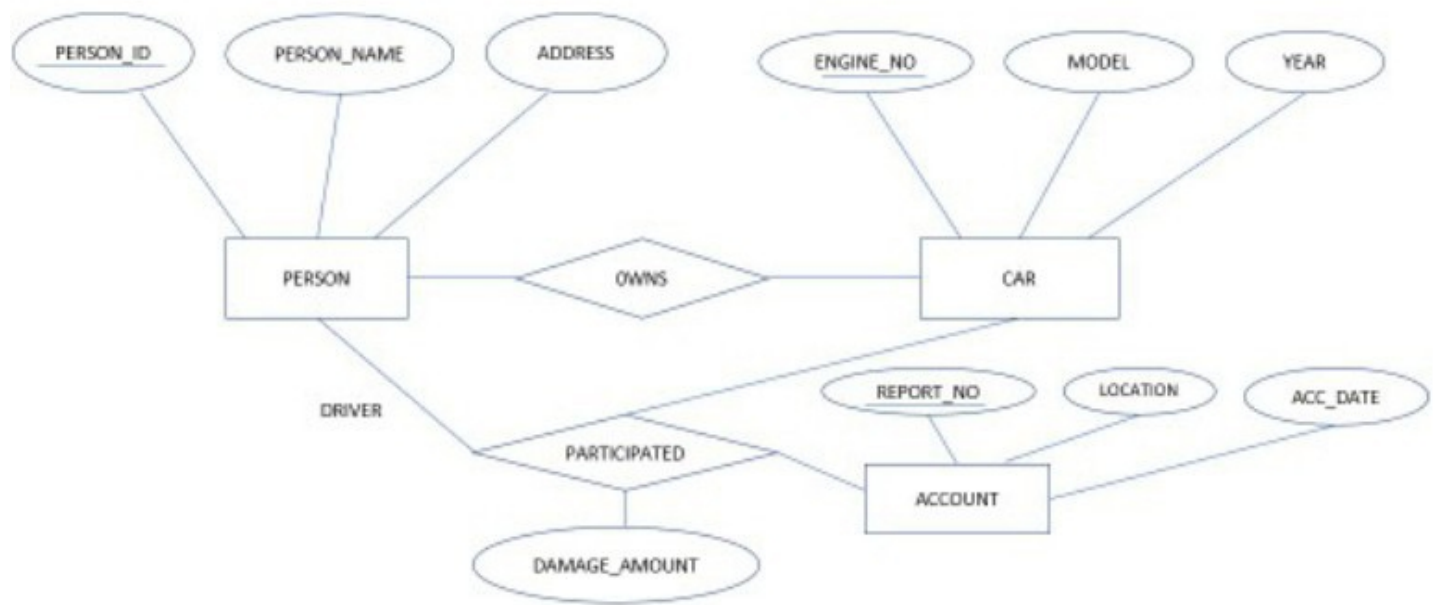 PERSON_ID
PERSON_NAME
ADDRESS
ENGINE_NO
MODEL
YEAR
PERSON
OWNS
CAR
DRIVER
REPORT_NO
LOCATION
ACC_DATE
PARTICIPATED
ACCOUNT
DAMAGE_AMOUNT